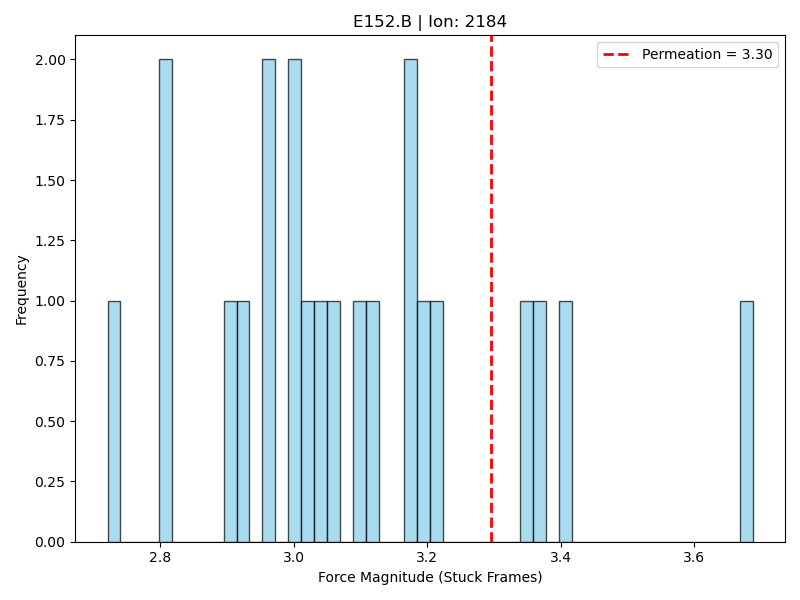 E152.B | Ion: 2184
Permeation = 3.30
2.00
1.75
1.50
1.25
1.00
0.75
0.50
0.25
0.00
Frequency
2.8 3.0 3.2 3.4 3.6
Force Magnitude (Stuck Frames)